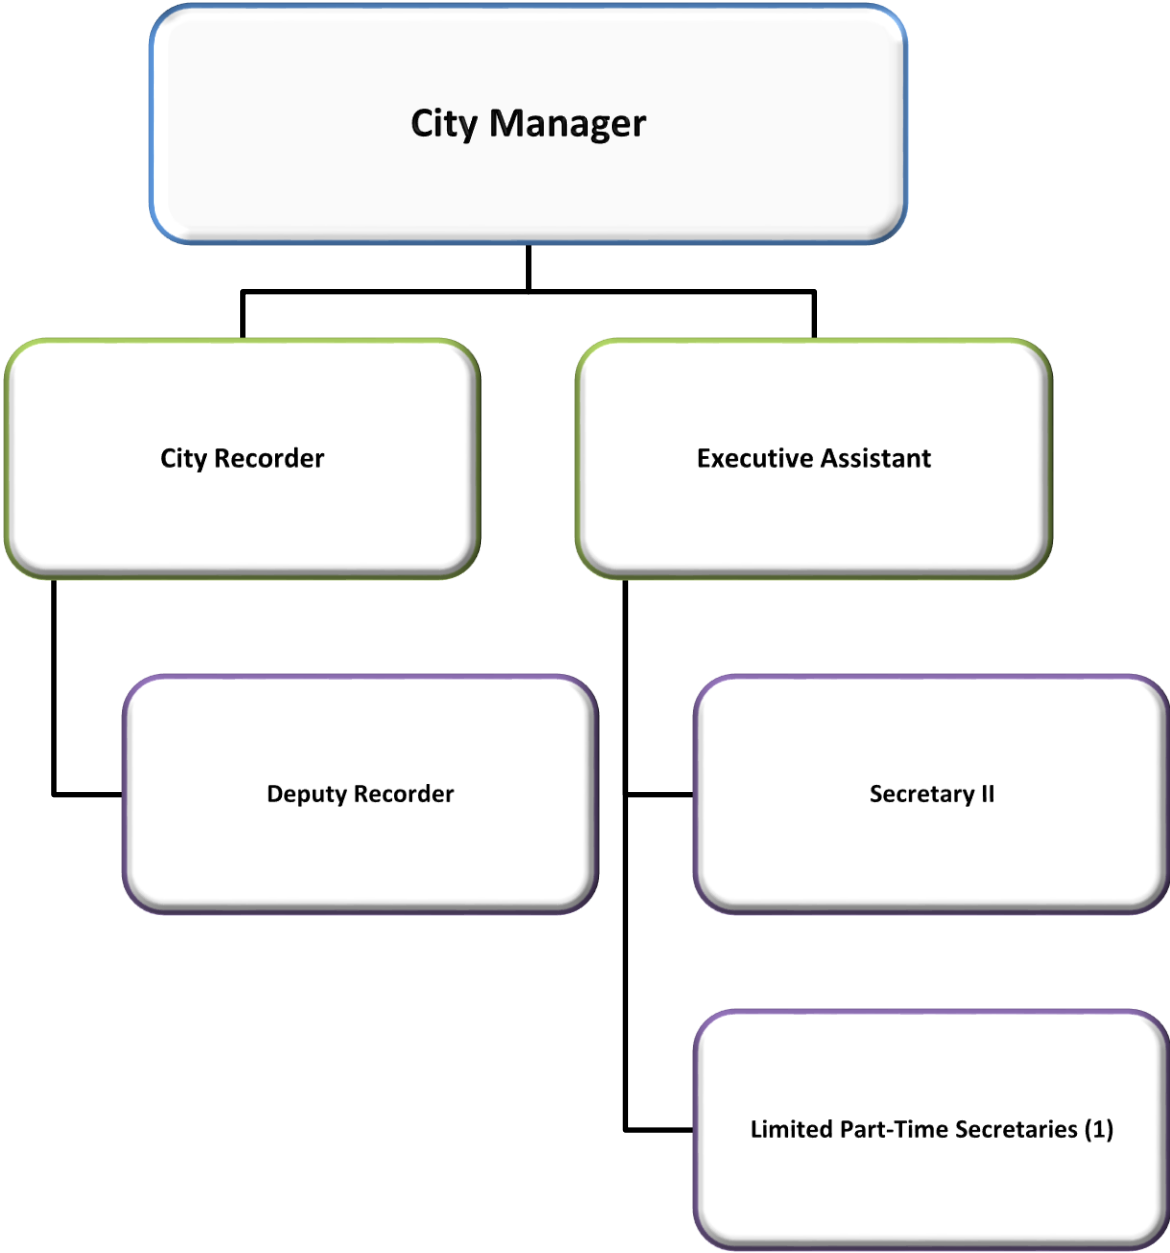 City Manager
City Recorder
Executive Assistant
Deputy Recorder
Secretary II
Limited Part-Time Secretaries (1)